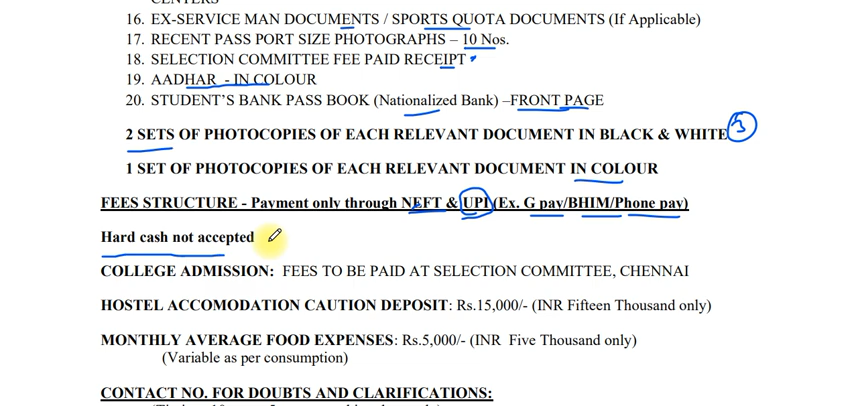 CENTERS
16. EX-SERVICE MAN DOCUMENTS / SPORTS QUOTA DOCUMENTS (If Applicable)
17. RECENT PASS PORT SIZE PHOTOGRAPHS – 10 Nos.
18. SELECTION COMMITTEE FEE PAID RECEIPT
19. AADHAR - IN COLOUR
20. STUDENT'S BANK PASS BOOK (Nationalized Bank) –FRONT PAGE
2 SETS OF PHOTOCOPIES OF EACH RELEVANT DOCUMENT IN BLACK & WHITE
1 SET OF PHOTOCOPIES OF EACH RELEVANT DOCUMENT IN COLOUR
FEES STRUCTURE - Payment only through NEFT & UPI (Ex. G pay/BHIM/Phone pay)
Hard cash not accepted
COLLEGE ADMISSION: FEES TO BE PAID AT SELECTION COMMITTEE, CHENNAI
HOSTEL ACCOMODATION CAUTION DEPOSIT: Rs.15,000/- (INR Fifteen Thousand only)
MONTHLY AVERAGE FOOD EXPENSES: Rs.5,000/- (INR Five Thousand only)
(Variable as per consumption)
CONTACT NO. FOR DOUBTS AND CLARIFICATIONS: